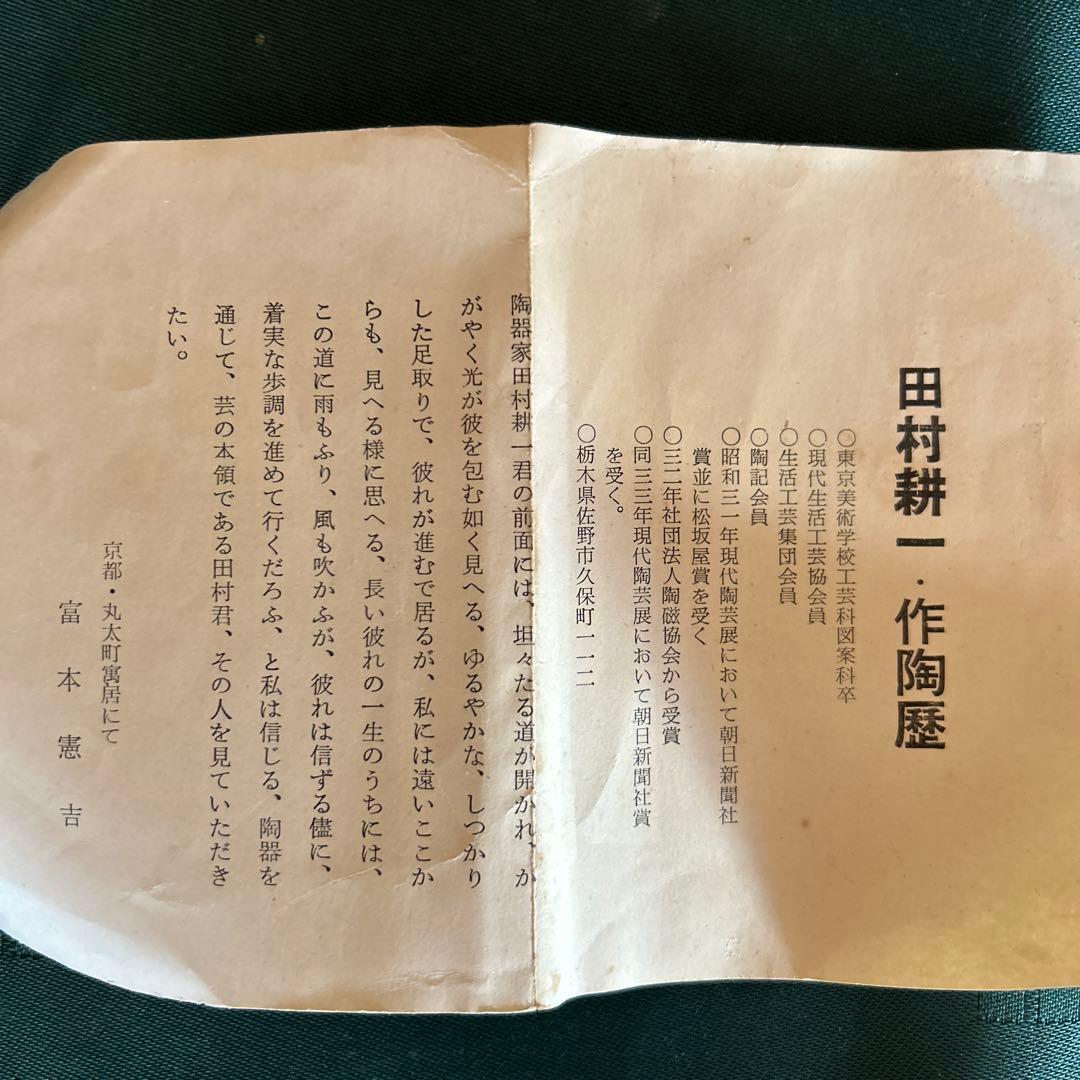 田村耕一・作陶歴
○東京美術学校工芸科図案科卒
○現代生活工芸協会員
○生活工芸集団会員
○陶記会員
○昭和三一年現代陶芸展において朝日新聞社
賞並に松坂屋賞を受く
○三二年社団法人陶磁協会から受賞
○同三三年現代陶芸展において朝日新聞社賞
を受く。
○栃木県佐野市久保町一一二
陶器家田村耕一君の前面には、坦々たる道が開かれ、か
がやく光が彼を包む如く見へる、ゆるやかな、しつかり
した足取りで、彼れが進むで居るが、私には遠いここか
らも、見へる様に思へる、長い彼れの一生のうちには、
この道に雨もふり、風も吹かふが、彼れは信ずる儘に、
着実な歩調を進めて行くだろふ、と私は信じる、陶器を
通じて、芸の本領である田村君、その人を見ていただき
たい。
京都・丸太町寓居にて
富本憲吉